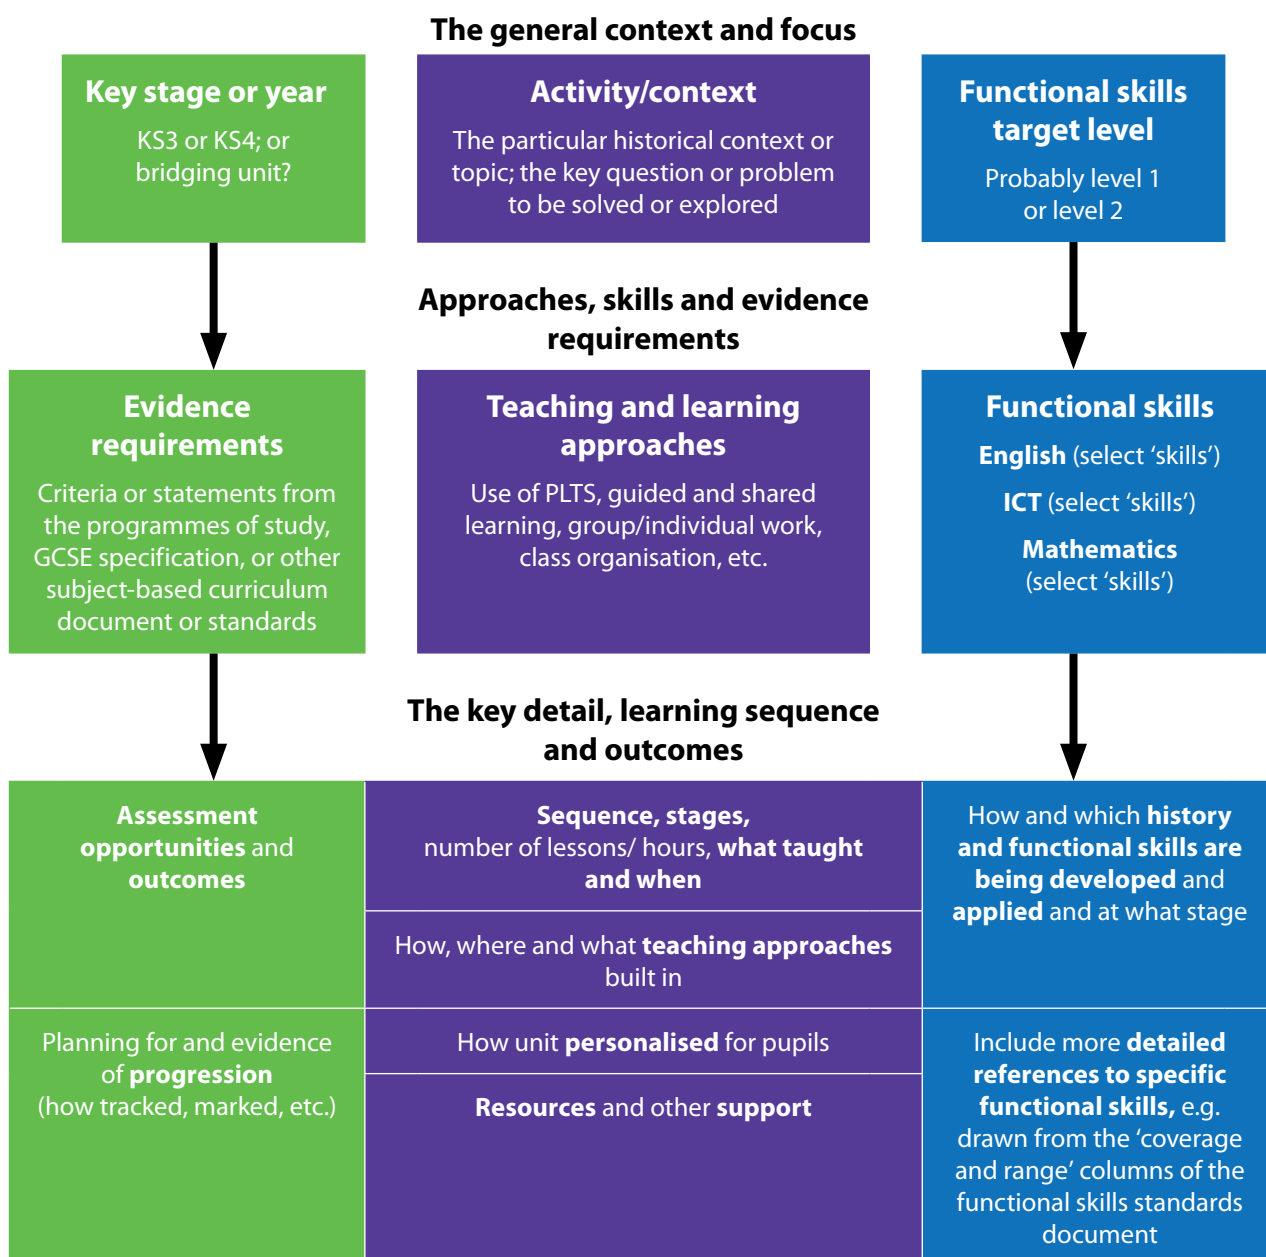 The general context and focus
Key stage or year
KS3 or KS4; or
bridging unit?
Activity/context
The particular historical context or
topic; the key question or problem
to be solved or explored
Functional skills
target level
Probably level 1
or level 2
Approaches, skills and evidence
requirements
Evidence
requirements
Criteria or statements from
the programmes of study,
GCSE specification, or other
subject-based curriculum
document or standards
Teaching and learning
approaches
Use of PLTS, guided and shared
learning, group/individual work,
class organisation, etc.
Functional skills
English (select ‘skills’)
ICT (select ‘skills’)
Mathematics
(select ‘skills’)
The key detail, learning sequence
and outcomes
Assessment
opportunities and
outcomes
Sequence, stages,
number of lessons/ hours, what taught
and when
How, where and what teaching approaches
built in
How and which history
and functional skills are
being developed and
applied and at what stage
Planning for and evidence
of progression
(how tracked, marked, etc.)
How unit personalised for pupils
Resources and other support
Include more detailed
references to specific
functional skills, e.g.
drawn from the ‘coverage
and range’ columns of the
functional skills standards
document